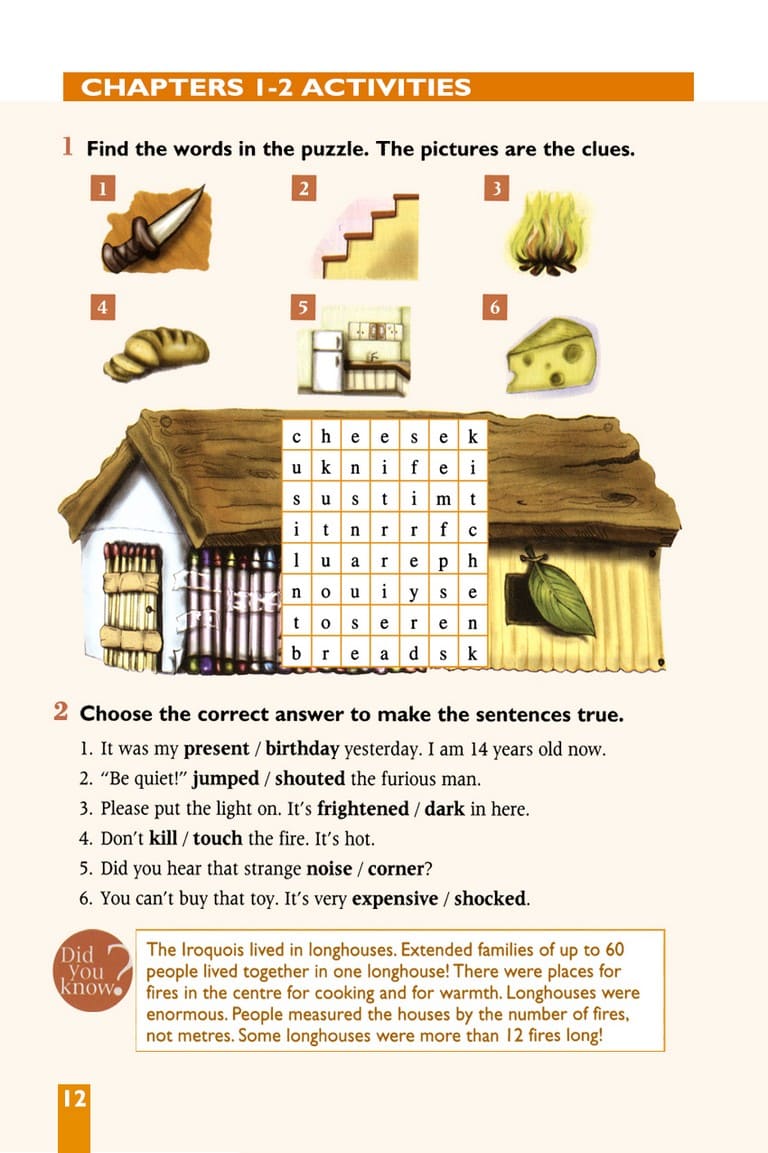 CHAPTERS 1-2 ACTIVITIES
1 Find the words in the puzzle. The pictures are the clues.
1 2 3
4 5 6
c h e e s e k
u k n i f e i
s u s t i m t
i t n r r f c
l u a r e p h
n o u i y s e
t o s e r e n
b r e a d s k
2 Choose the correct answer to make the sentences true.
1. It was my present / birthday yesterday. I am 14 years old now.
2. “Be quiet!” jumped / shouted the furious man.
3. Please put the light on. It’s frightened / dark in here.
4. Don’t kill / touch the fire. It’s hot.
5. Did you hear that strange noise / corner?
6. You can’t buy that toy. It’s very expensive / shocked.
Did
you
know?
The Iroquois lived in longhouses. Extended families of up to 60
people lived together in one longhouse! There were places for
fires in the centre for cooking and for warmth. Longhouses were
enormous. People measured the houses by the number of fires,
not metres. Some longhouses were more than 12 fires long!
12